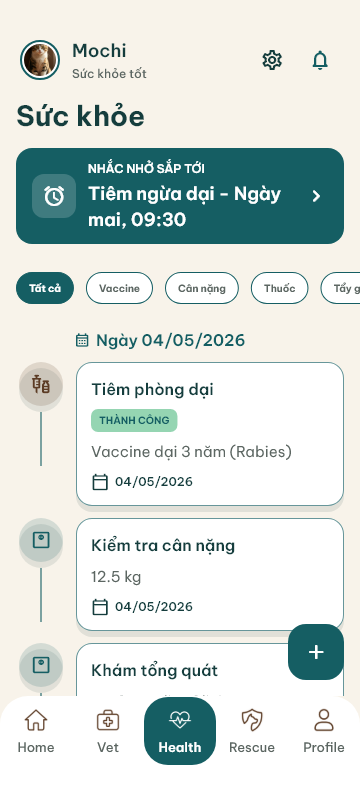 Mochi
Sức khỏe tốt
Sức khỏe
NHẮC NHỞ SẮP TỚI
Tiêm ngừa dại - Ngày
mai, 09:30
Tất cả
Vaccine
Cân nặng
Thuốc
Tẩy g
Ngày 04/05/2026
Tiêm phòng dại
THÀNH CÔNG
Vaccine dại 3 năm (Rabies)
04/05/2026
Kiểm tra cân nặng
12.5 kg
04/05/2026
Khám tổng quát
Home
Vet
Health
Rescue
Profile